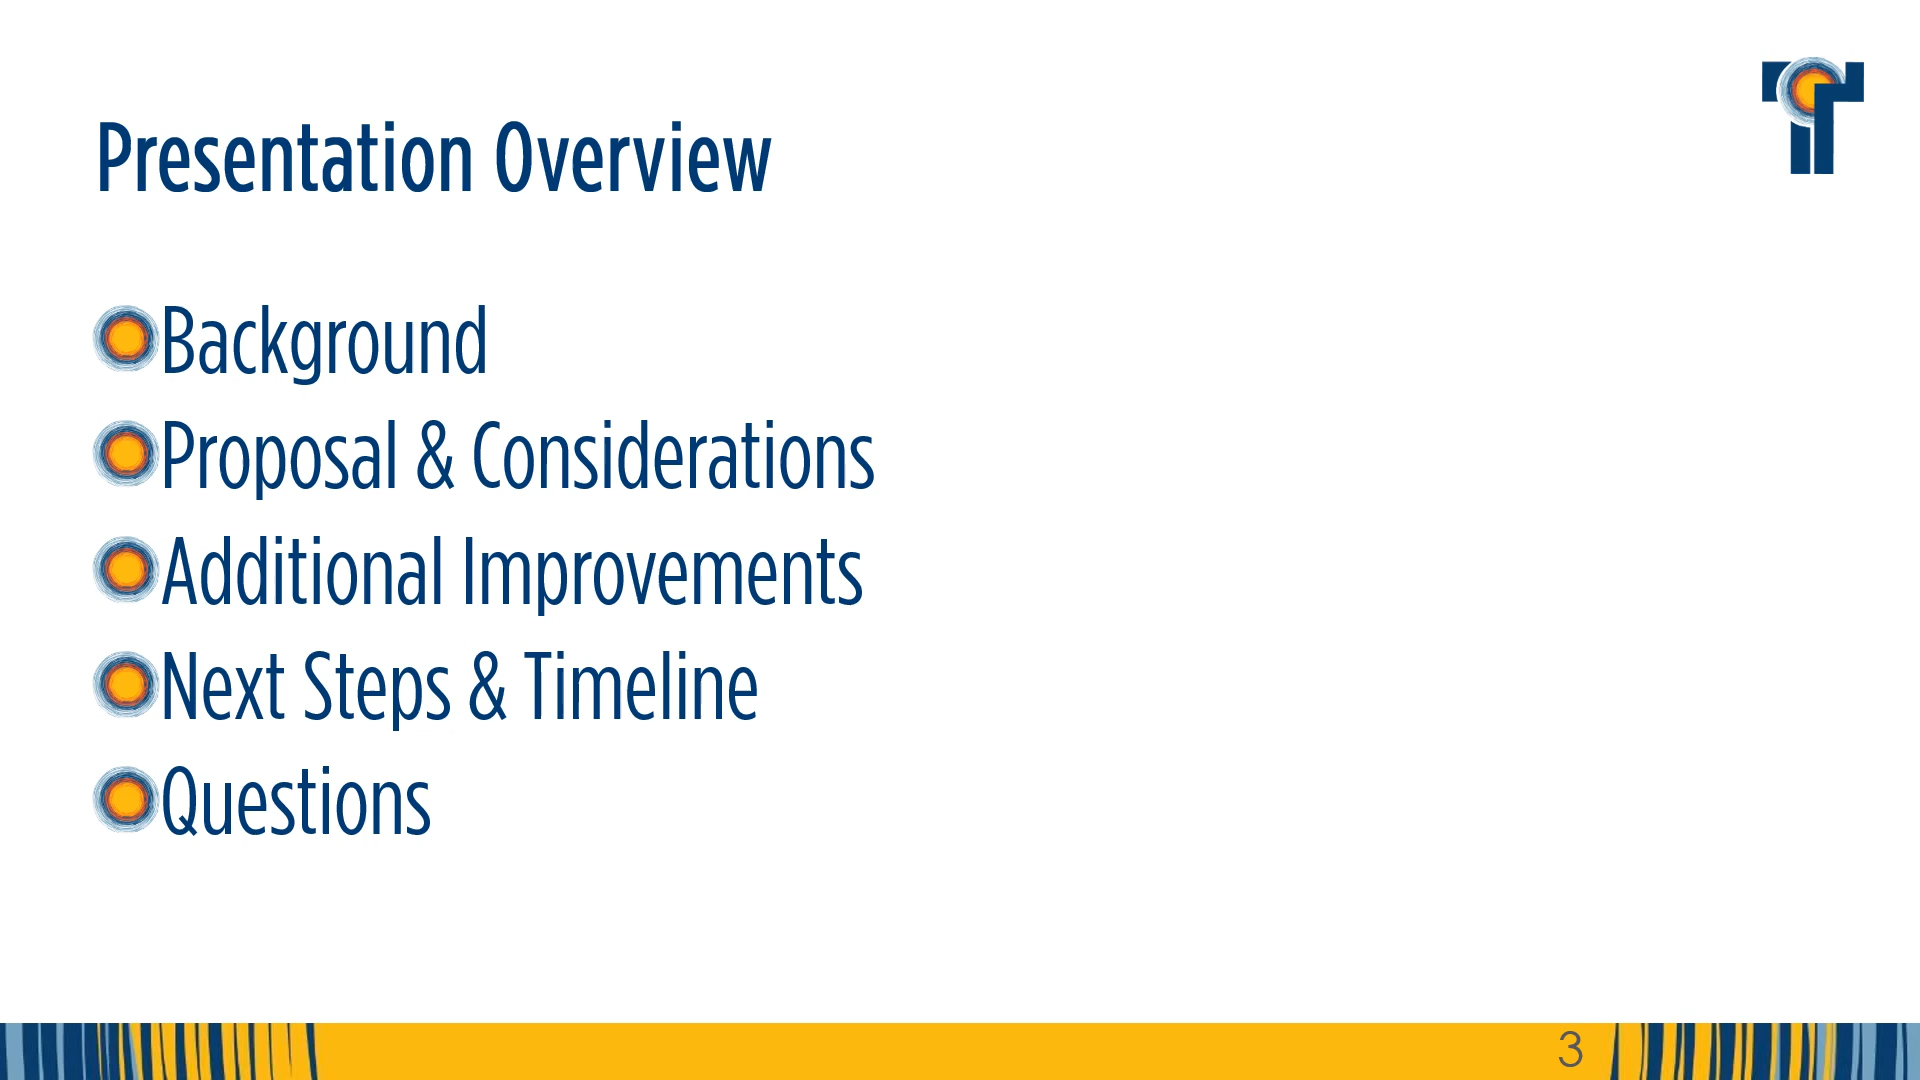 Presentation Overview
Background
Proposal & Considerations
Additional Improvements
Next Steps & Timeline
Questions
3